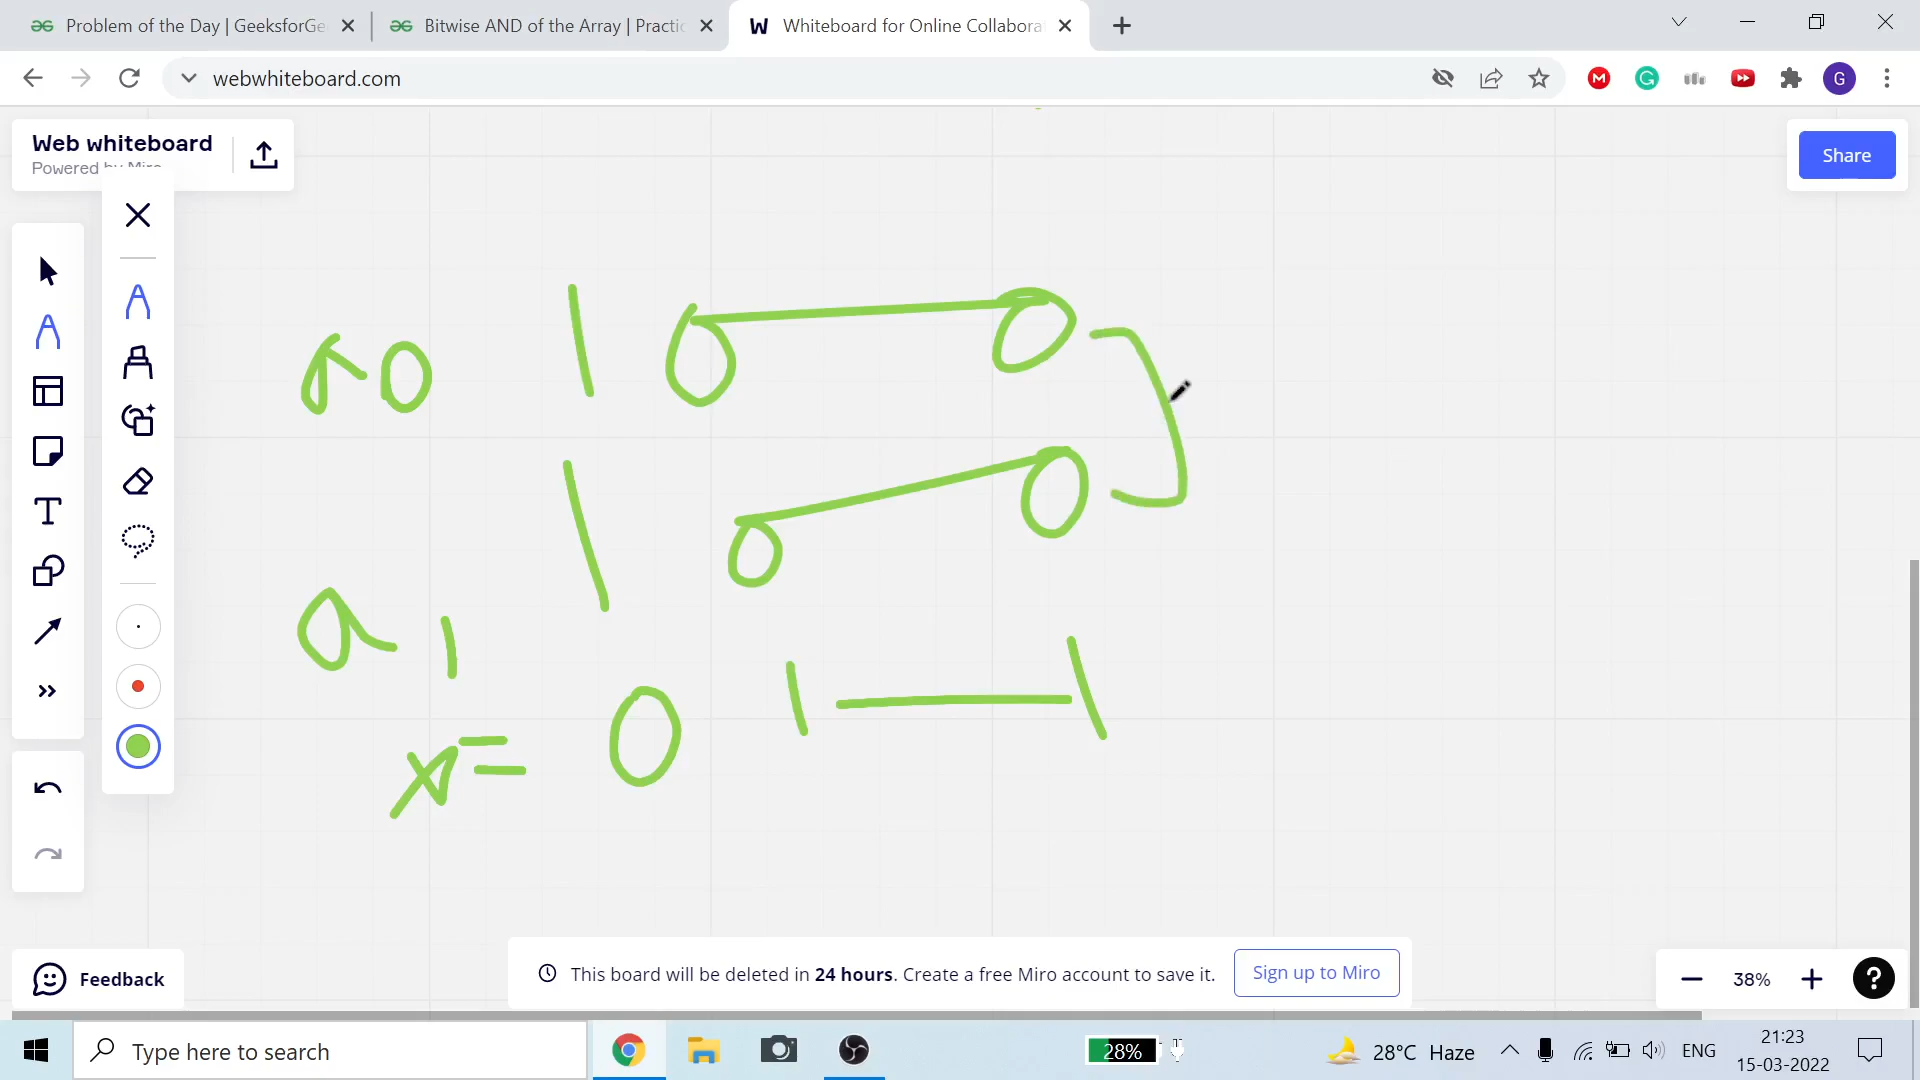 Problem of the Day | GeeksforGe
Bitwise AND of the Array | Practic
Whiteboard for Online Collabora
webwhiteboard.com
G
Web whiteboard
Powered by Miro
Share
a0 1 0 0
1 0 0
a1
x= 0 1 1
Feedback
This board will be deleted in 24 hours. Create a free Miro account to save it.
Sign up to Miro
38%
Type here to search
28%
28°C Haze
ENG
21:23
15-03-2022